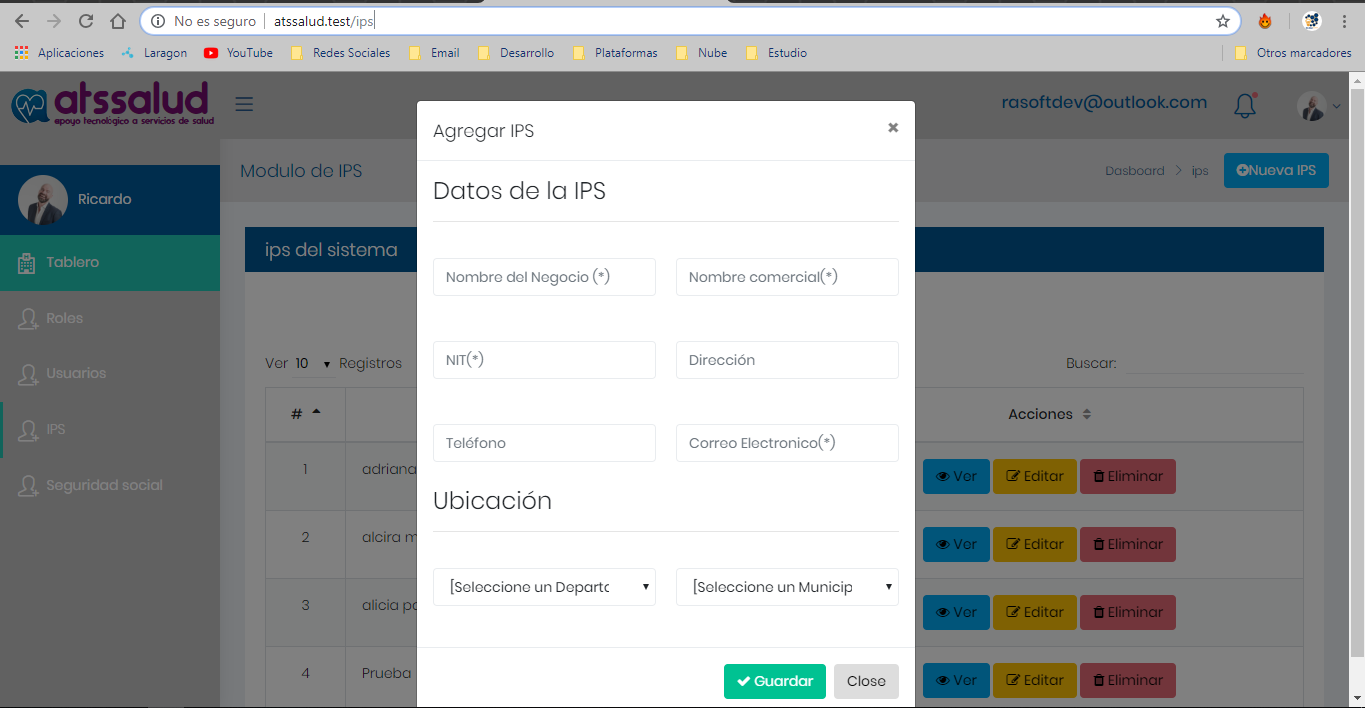 No es seguro | atssalud.test/ips
Aplicaciones Laragon YouTube Redes Sociales Email Desarrollo Plataformas Nube Estudio Otros marcadores
atssalud
apoyo tecnológico a servicios de salud
rasoftdev@outlook.com
Ricardo
Tablero
Roles
Usuarios
IPS
Seguridad social
Modulo de IPS
Dasboard > ips
Nueva IPS
ips del sistema
Ver 10 Registros
Buscar:
# Acciones
1 adriana Ver Editar Eliminar
2 alcira m Ver Editar Eliminar
3 alicia po Ver Editar Eliminar
4 Prueba Ver Editar Eliminar
Agregar IPS
Datos de la IPS
Nombre del Negocio (*) Nombre comercial(*)
NIT(*) Dirección
Teléfono Correo Electronico(*)
Ubicación
[Seleccione un Departo [Seleccione un Municip
Guardar Close